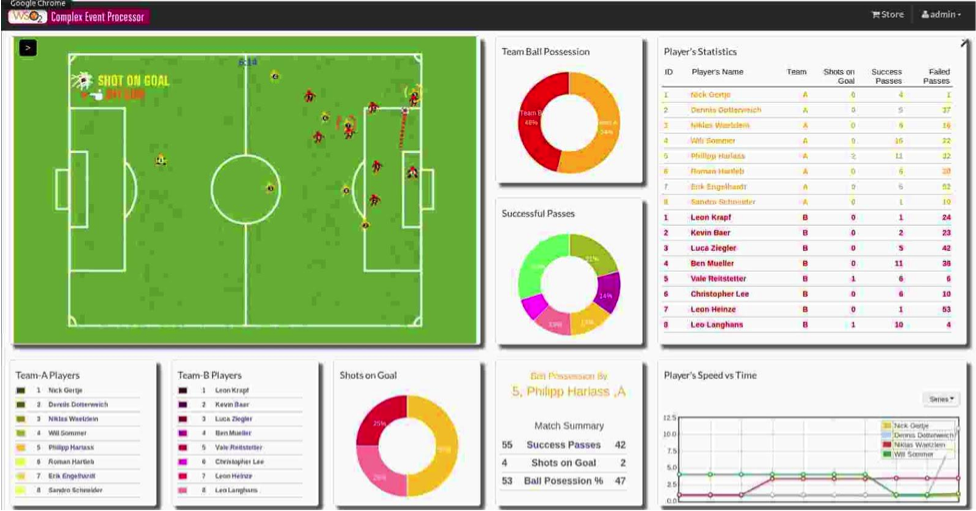 Google Chrome
WSO2 Complex Event Processor
Store
admin
>
SHOT ON GOAL
Team Ball Possession
Team B
48%
Successful Passes
21%
14%
Player's Statistics
ID Player's Name Team Shots on Goal Success Passes Failed Passes
1 Nick Gertje A 0 4 1
2 Dennis Dotterweich A 0 5 37
3 Niklas Waelzlein A 0 6 16
4 Willi Sommer A 0 15 22
5 Philipp Harlass A 2 11 32
6 Roman Hartleb A 0 6
7 Erik Engelhardt A 6 52
8 Sandro Schneider A 0 1 10
1 Leon Krapf B 0 1 24
2 Kevin Baer B 0 2 23
3 Luca Ziegler B 0 5 42
4 Ben Mueller B 0 11 38
5 Vale Reitstetter B 1 6 6
6 Christopher Lee B 0 6 10
7 Leon Heinze B 0 1 53
8 Leo Langhans B 1 10 4
Team-A Players
1 Nick Gertje
2 Dennis Dotterweich
3 Niklas Waelzlein
4 Wili Sommer
5 Philipp Harlass
6 Roman Hartleb
7 Erik Engelhardt
8 Sandro Schneider
Team-B Players
1 Leon Krapf
2 Kevin Baer
3 Luca Ziegler
4 Ben Mueller
5 Vale Reitstetter
6 Christopher Lee
7 Leon Heinze
8 Leo Langhans
Shots on Goal
25%
50%
25%
Ball Possession By
5, Philipp Harlass ,A
Match Summary
55 Success Passes 42
4 Shots on Goal 2
53 Ball Posession % 47
Player's Speed vs Time
Series
12.5
10.0
7.5
5.0
2.5
0.0
Nick Gertje
Dennis Dotterweich
Niklas Waelzlein
Willi Sommer